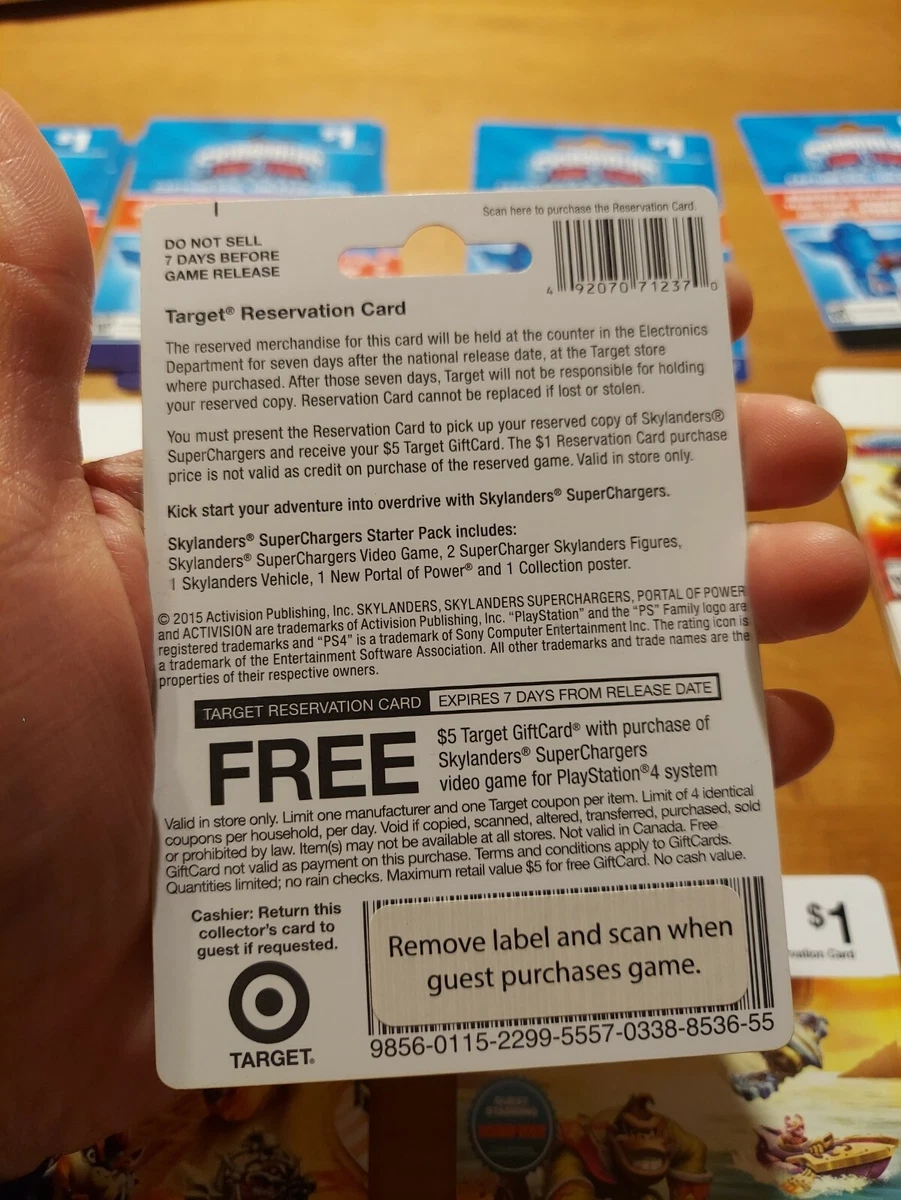 $1
$1
Scan here to purchase the Reservation Card.
DO NOT SELL
7 DAYS BEFORE
GAME RELEASE
4 92070 71237 0
Target® Reservation Card
The reserved merchandise for this card will be held at the counter in the Electronics
Department for seven days after the national release date, at the Target store
where purchased. After those seven days, Target will not be responsible for holding
your reserved copy. Reservation Card cannot be replaced if lost or stolen.
You must present the Reservation Card to pick up your reserved copy of Skylanders®
SuperChargers and receive your $5 Target GiftCard. The $1 Reservation Card purchase
price is not valid as credit on purchase of the reserved game. Valid in store only.
Kick start your adventure into overdrive with Skylanders® SuperChargers.
Skylanders® SuperChargers Starter Pack includes:
Skylanders® SuperChargers Video Game, 2 SuperCharger Skylanders Figures,
1 Skylanders Vehicle, 1 New Portal of Power® and 1 Collection poster.
© 2015 Activision Publishing, Inc. SKYLANDERS, SKYLANDERS SUPERCHARGERS, PORTAL OF POWER
and ACTIVISION are trademarks of Activision Publishing, Inc. “PlayStation” and the “PS” Family logo are
registered trademarks and “PS4” is a trademark of Sony Computer Entertainment Inc. The rating icon is
a trademark of the Entertainment Software Association. All other trademarks and trade names are the
properties of their respective owners.
TARGET RESERVATION CARD EXPIRES 7 DAYS FROM RELEASE DATE
FREE
$5 Target GiftCard® with purchase of
Skylanders® SuperChargers
video game for PlayStation®4 system
Valid in store only. Limit one manufacturer and one Target coupon per item. Limit of 4 identical
coupons per household, per day. Void if copied, scanned, altered, transferred, purchased, sold
or prohibited by law. Item(s) may not be available at all stores. Not valid in Canada. Free
GiftCard not valid as payment on this purchase. Terms and conditions apply to GiftCards.
Quantities limited; no rain checks. Maximum retail value $5 for free GiftCard. No cash value.
Cashier: Return this
collector's card to
guest if requested.
TARGET.
Remove label and scan when
guest purchases game.
9856-0115-2299-5557-0338-8536-55
$1
Card